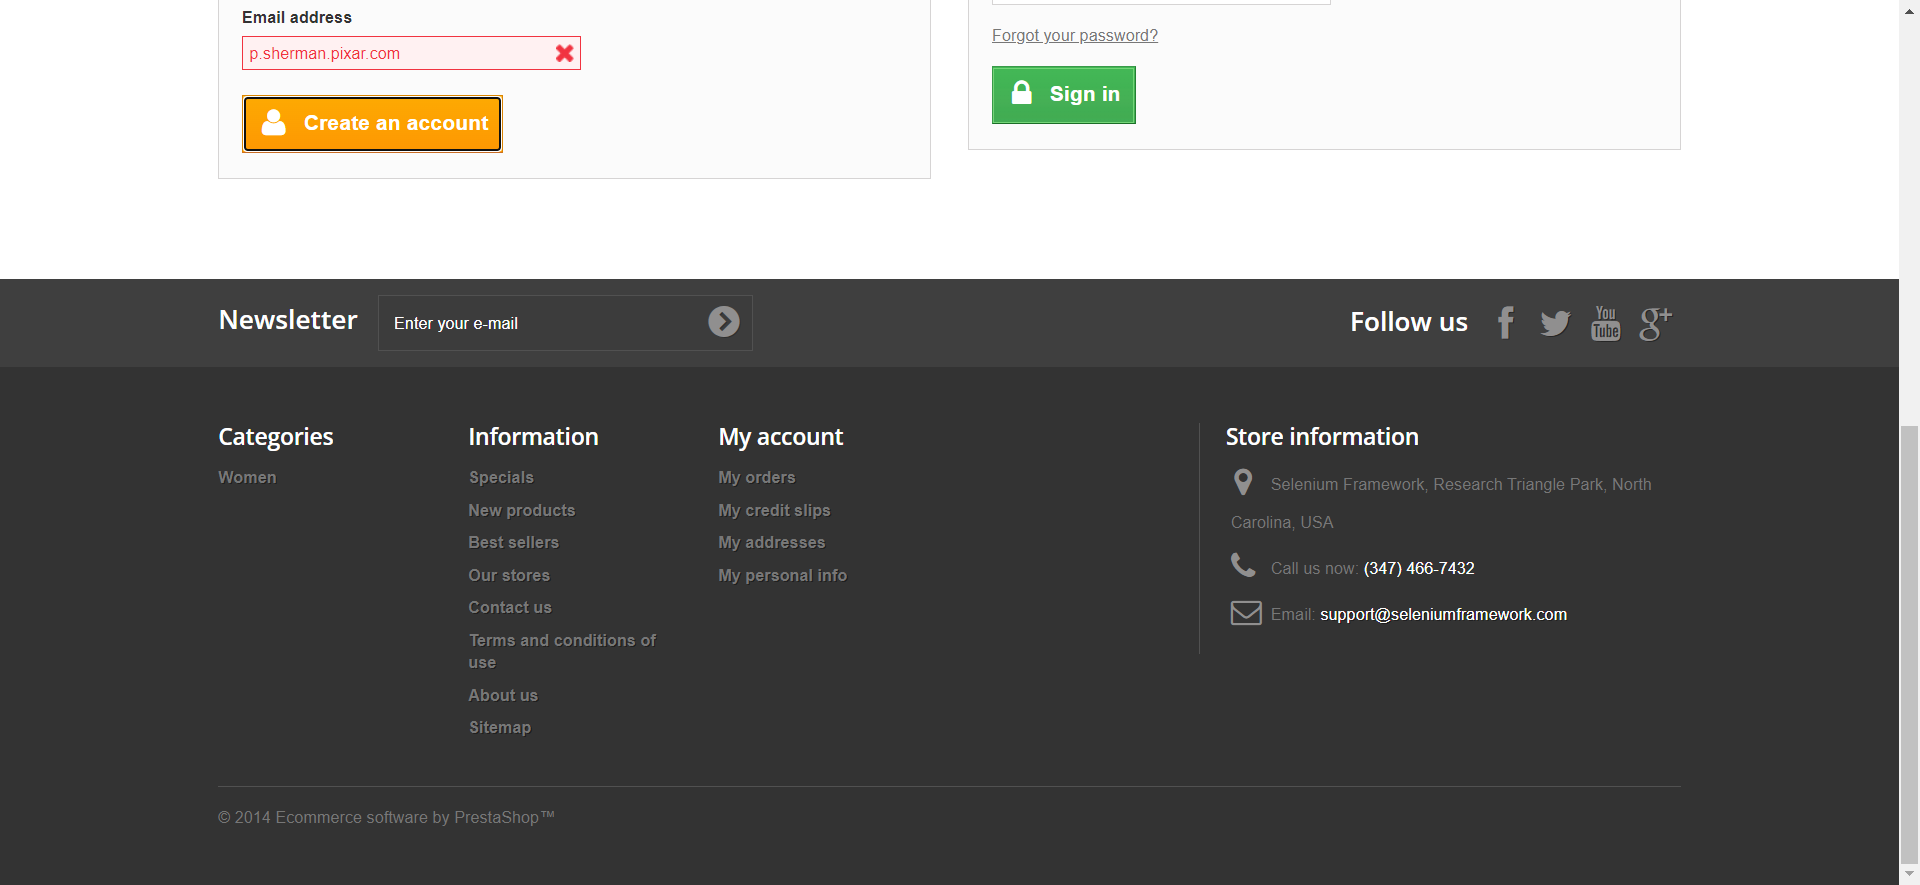 Email address
p.sherman.pixar.com
Create an account
Forgot your password?
Sign in
Newsletter
Enter your e-mail
Follow us
You
Tube
g+
Categories
Women
Information
Specials
New products
Best sellers
Our stores
Contact us
Terms and conditions of
use
About us
Sitemap
My account
My orders
My credit slips
My addresses
My personal info
Store information
Selenium Framework, Research Triangle Park, North
Carolina, USA
Call us now: (347) 466-7432
Email: support@seleniumframework.com
© 2014 Ecommerce software by PrestaShop™